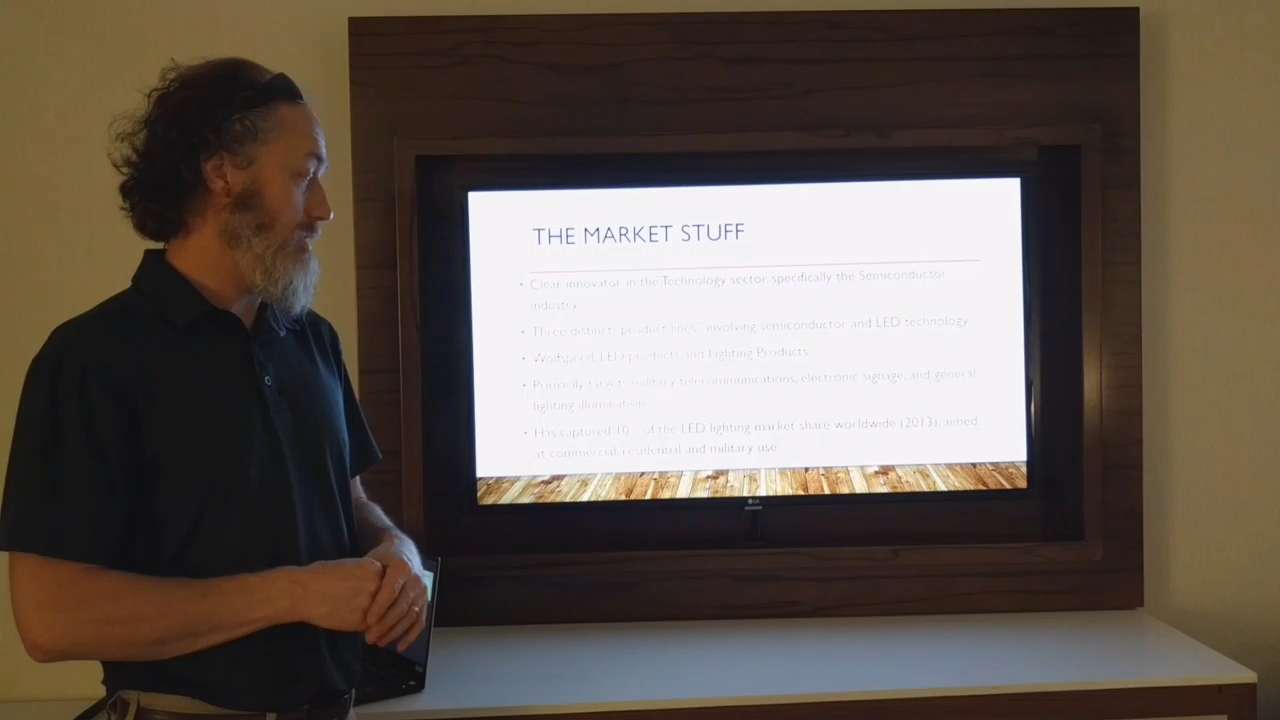 THE MARKET STUFF
• Clear innovator in the Technology sector, specifically the Semiconductor
industry
• Three distinct product lines involving semiconductor and LED technology
• Wolfspeed, LED products and Lighting Products
• Primarily targets military telecommunications, electronic signage, and general
lighting illumination
• Has captured 10 of the LED lighting market share worldwide (2013), aimed
at commercial, residential and military use
LG